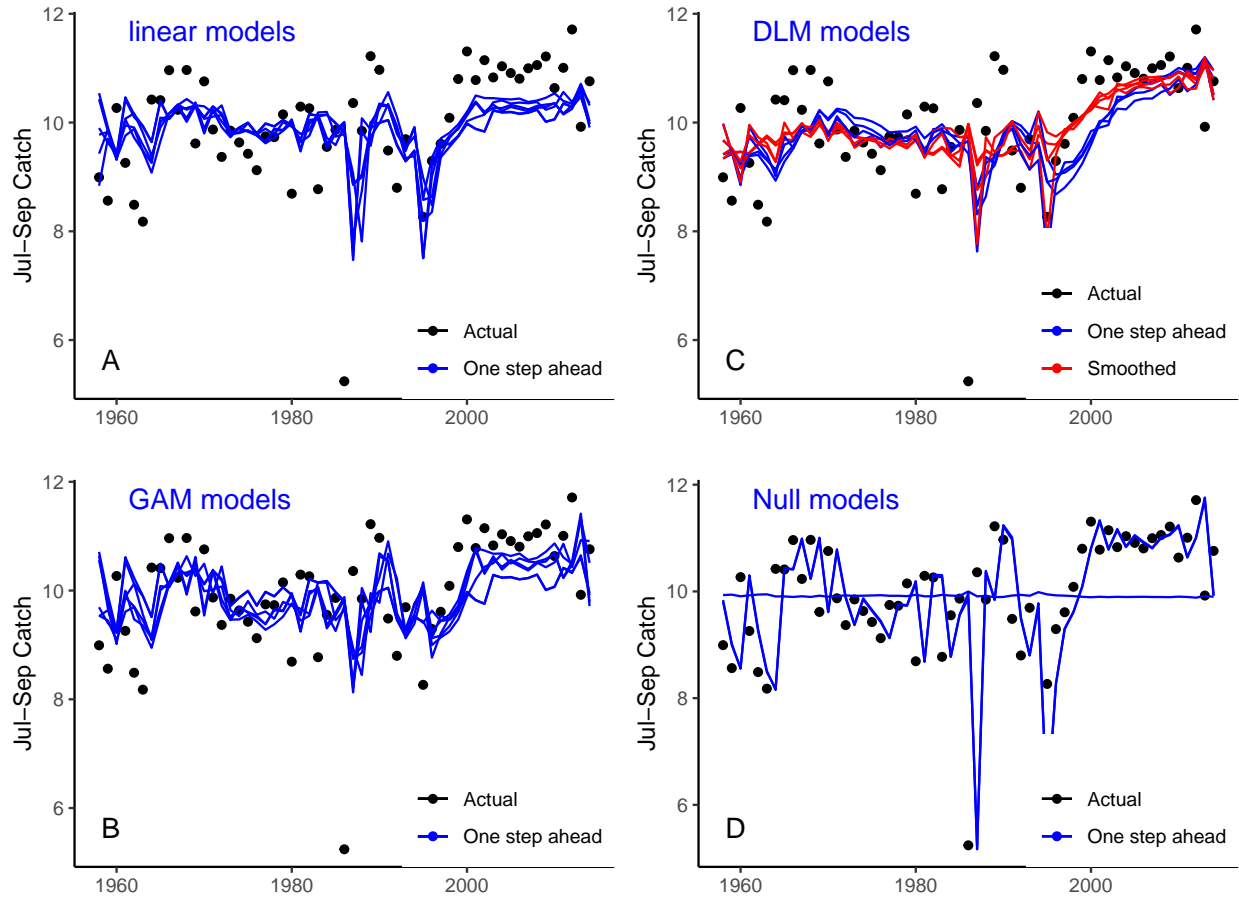 linear models
12
10
8
6
Jul−Sep Catch
Actual
One step ahead
A
1960
1980
2000
DLM models
12
10
8
6
Jul−Sep Catch
Actual
One step ahead
Smoothed
C
1960
1980
2000
GAM models
12
10
8
6
Jul−Sep Catch
Actual
One step ahead
B
1960
1980
2000
Null models
12
10
8
6
Jul−Sep Catch
Actual
One step ahead
D
1960
1980
2000